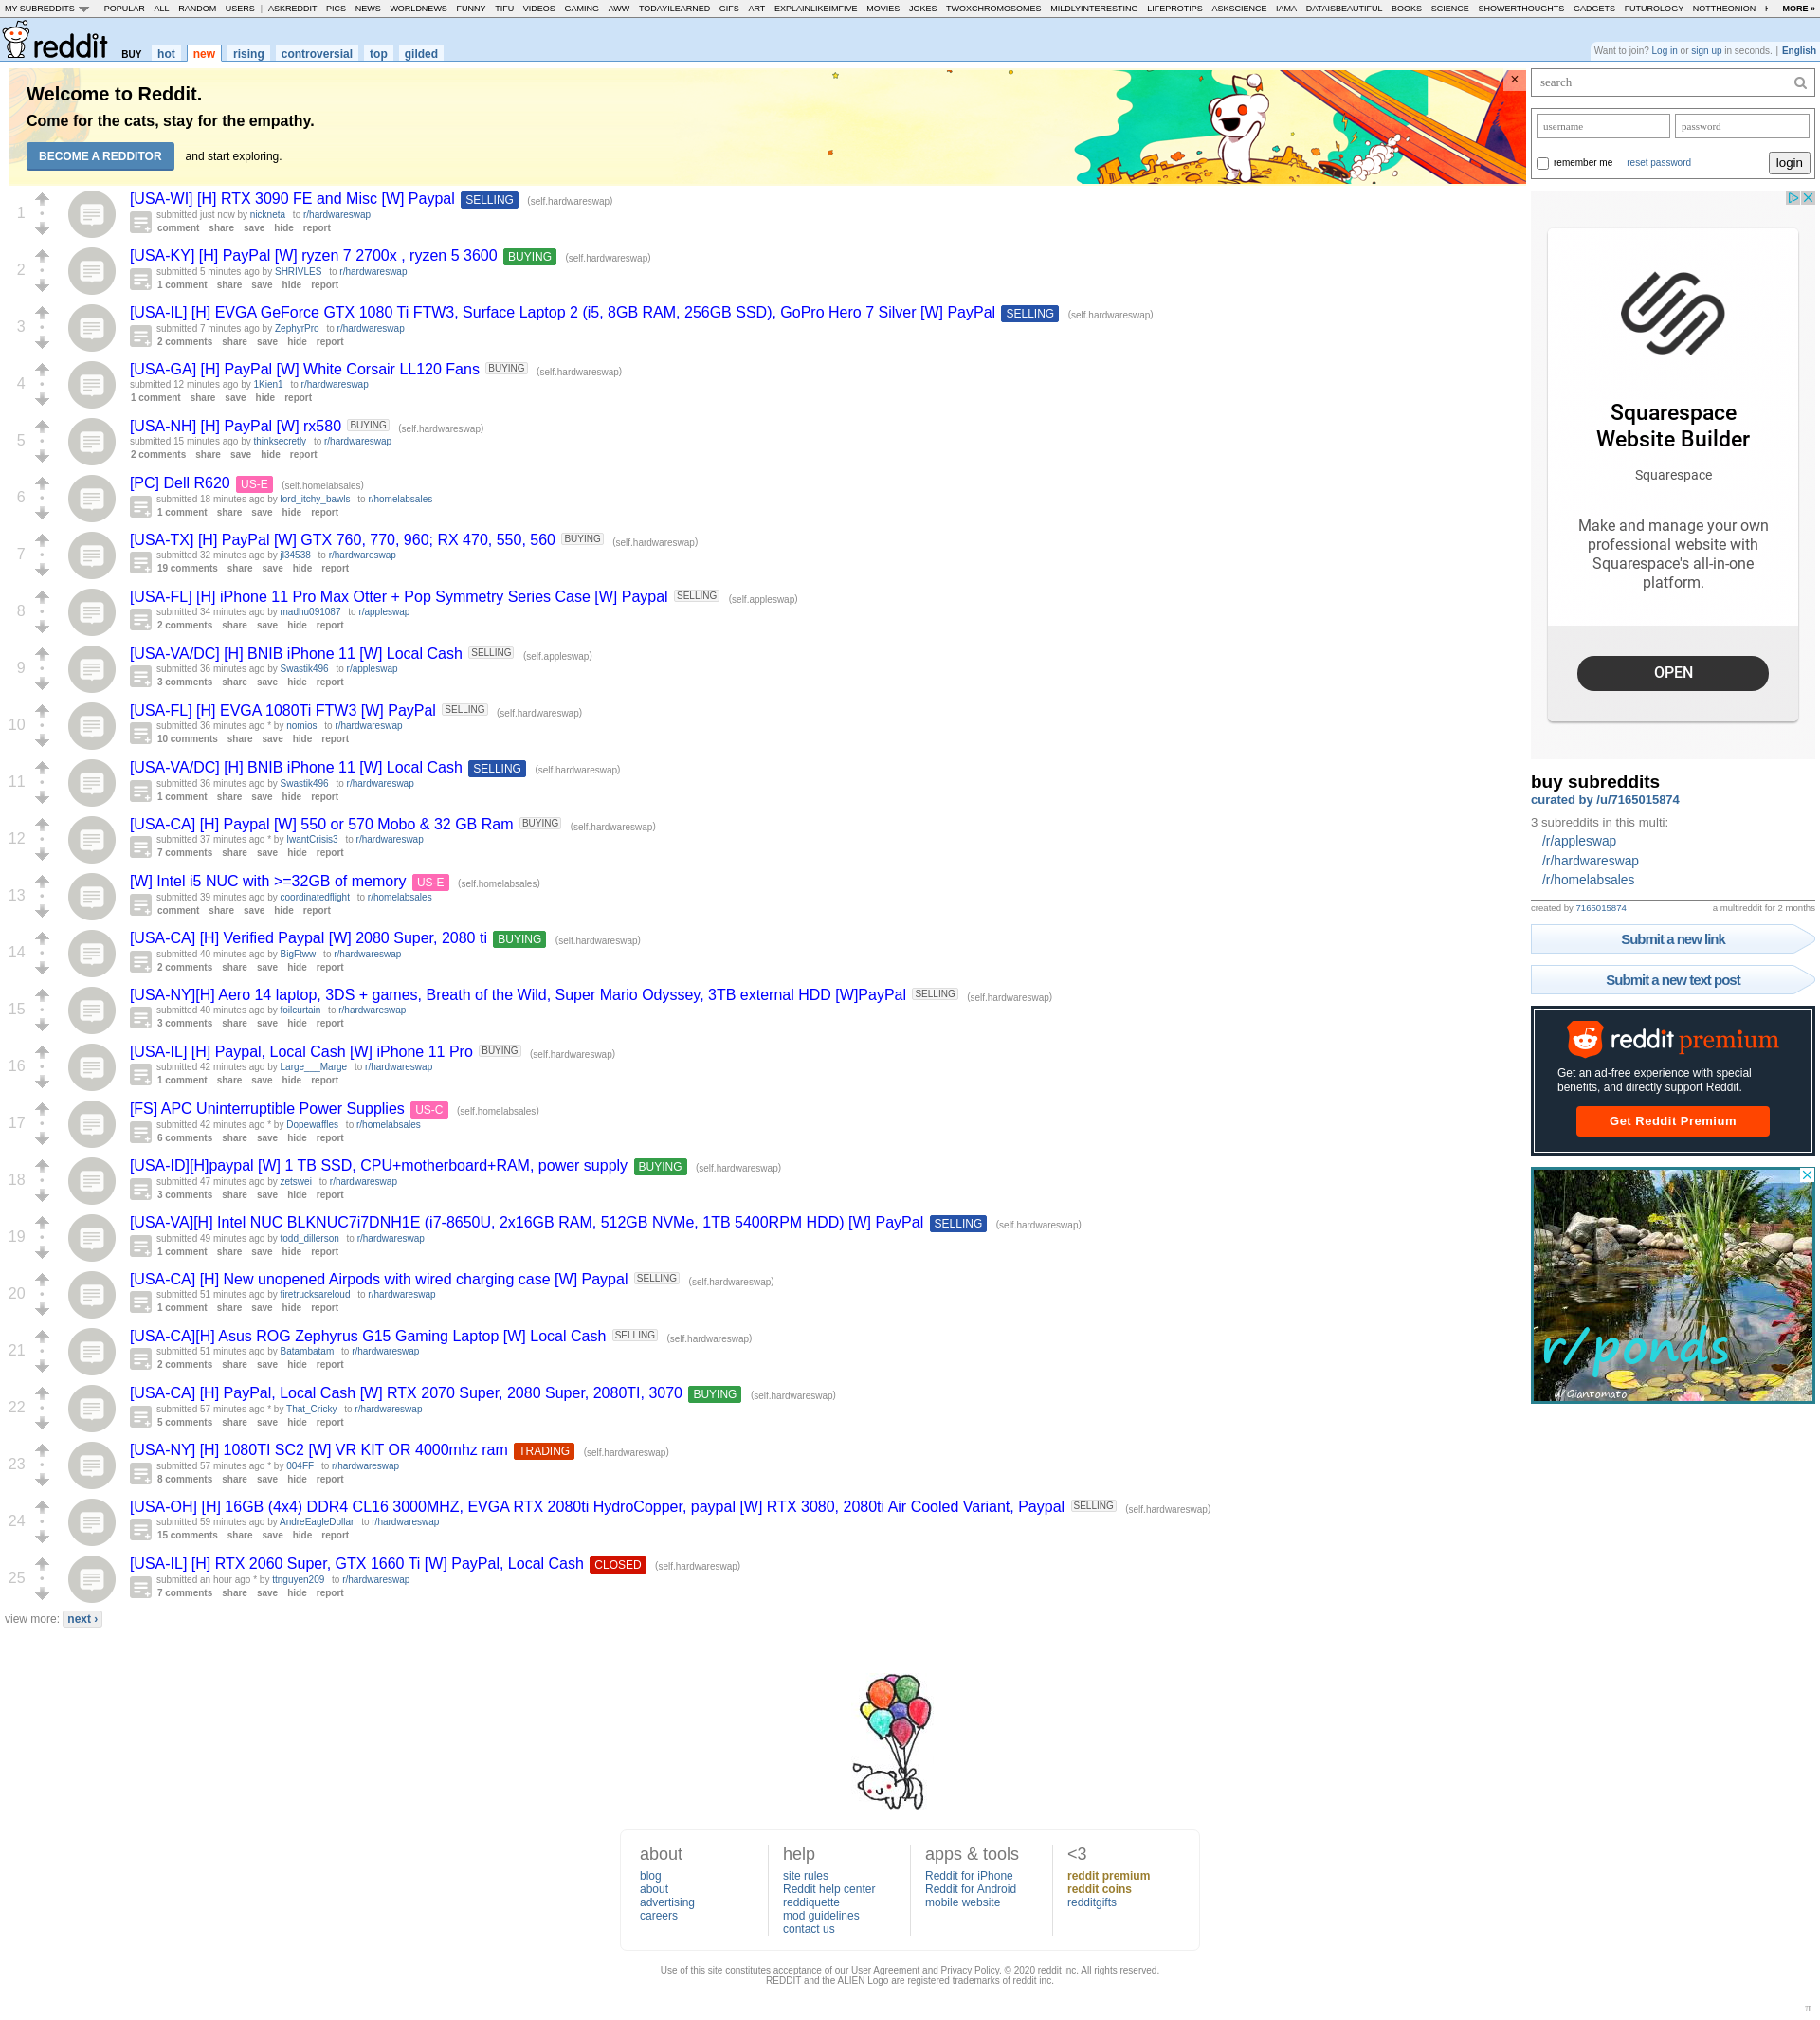 MY SUBREDDITS POPULAR - ALL - RANDOM - USERS | ASKREDDIT - PICS - NEWS - WORLDNEWS - FUNNY - TIFU - VIDEOS - GAMING - AWW - TODAYILEARNED - GIFS - ART - EXPLAINLIKEIMFIVE - MOVIES - JOKES - TWOXCHROMOSOMES - MILDLYINTERESTING - LIFEPROTIPS - ASKSCIENCE - IAMA - DATAISBEAUTIFUL - BOOKS - SCIENCE - SHOWERTHOUGHTS - GADGETS - FUTUROLOGY - NOTTHEONION - MORE »
reddit BUY hot new rising controversial top gilded
Want to join? Log in or sign up in seconds. | English
Welcome to Reddit.
Come for the cats, stay for the empathy.
BECOME A REDDITOR and start exploring.
×
1
[USA-WI] [H] RTX 3090 FE and Misc [W] Paypal SELLING (self.hardwareswap)
submitted just now by nickneta to r/hardwareswap
comment share save hide report
2
[USA-KY] [H] PayPal [W] ryzen 7 2700x , ryzen 5 3600 BUYING (self.hardwareswap)
submitted 5 minutes ago by SHRIVLES to r/hardwareswap
1 comment share save hide report
3
[USA-IL] [H] EVGA GeForce GTX 1080 Ti FTW3, Surface Laptop 2 (i5, 8GB RAM, 256GB SSD), GoPro Hero 7 Silver [W] PayPal SELLING (self.hardwareswap)
submitted 7 minutes ago by ZephyrPro to r/hardwareswap
2 comments share save hide report
4
[USA-GA] [H] PayPal [W] White Corsair LL120 Fans BUYING (self.hardwareswap)
submitted 12 minutes ago by 1Kien1 to r/hardwareswap
1 comment share save hide report
5
[USA-NH] [H] PayPal [W] rx580 BUYING (self.hardwareswap)
submitted 15 minutes ago by thinksecretly to r/hardwareswap
2 comments share save hide report
6
[PC] Dell R620 US-E (self.homelabsales)
submitted 18 minutes ago by lord_itchy_bawls to r/homelabsales
1 comment share save hide report
7
[USA-TX] [H] PayPal [W] GTX 760, 770, 960; RX 470, 550, 560 BUYING (self.hardwareswap)
submitted 32 minutes ago by jl34538 to r/hardwareswap
19 comments share save hide report
8
[USA-FL] [H] iPhone 11 Pro Max Otter + Pop Symmetry Series Case [W] Paypal SELLING (self.appleswap)
submitted 34 minutes ago by madhu091087 to r/appleswap
2 comments share save hide report
9
[USA-VA/DC] [H] BNIB iPhone 11 [W] Local Cash SELLING (self.appleswap)
submitted 36 minutes ago by Swastik496 to r/appleswap
3 comments share save hide report
10
[USA-FL] [H] EVGA 1080Ti FTW3 [W] PayPal SELLING (self.hardwareswap)
submitted 36 minutes ago * by nomios to r/hardwareswap
10 comments share save hide report
11
[USA-VA/DC] [H] BNIB iPhone 11 [W] Local Cash SELLING (self.hardwareswap)
submitted 36 minutes ago by Swastik496 to r/hardwareswap
1 comment share save hide report
12
[USA-CA] [H] Paypal [W] 550 or 570 Mobo & 32 GB Ram BUYING (self.hardwareswap)
submitted 37 minutes ago * by IwantCrisis3 to r/hardwareswap
7 comments share save hide report
13
[W] Intel i5 NUC with >=32GB of memory US-E (self.homelabsales)
submitted 39 minutes ago by coordinatedflight to r/homelabsales
comment share save hide report
14
[USA-CA] [H] Verified Paypal [W] 2080 Super, 2080 ti BUYING (self.hardwareswap)
submitted 40 minutes ago by BigFtww to r/hardwareswap
2 comments share save hide report
15
[USA-NY][H] Aero 14 laptop, 3DS + games, Breath of the Wild, Super Mario Odyssey, 3TB external HDD [W]PayPal SELLING (self.hardwareswap)
submitted 40 minutes ago by foilcurtain to r/hardwareswap
3 comments share save hide report
16
[USA-IL] [H] Paypal, Local Cash [W] iPhone 11 Pro BUYING (self.hardwareswap)
submitted 42 minutes ago by Large___Marge to r/hardwareswap
1 comment share save hide report
17
[FS] APC Uninterruptible Power Supplies US-C (self.homelabsales)
submitted 42 minutes ago * by Dopewaffles to r/homelabsales
6 comments share save hide report
18
[USA-ID][H]paypal [W] 1 TB SSD, CPU+motherboard+RAM, power supply BUYING (self.hardwareswap)
submitted 47 minutes ago by zetswei to r/hardwareswap
3 comments share save hide report
19
[USA-VA][H] Intel NUC BLKNUC7i7DNH1E (i7-8650U, 2x16GB RAM, 512GB NVMe, 1TB 5400RPM HDD) [W] PayPal SELLING (self.hardwareswap)
submitted 49 minutes ago by todd_dillerson to r/hardwareswap
1 comment share save hide report
20
[USA-CA] [H] New unopened Airpods with wired charging case [W] Paypal SELLING (self.hardwareswap)
submitted 51 minutes ago by firetrucksareloud to r/hardwareswap
1 comment share save hide report
21
[USA-CA][H] Asus ROG Zephyrus G15 Gaming Laptop [W] Local Cash SELLING (self.hardwareswap)
submitted 51 minutes ago by Batambatam to r/hardwareswap
2 comments share save hide report
22
[USA-CA] [H] PayPal, Local Cash [W] RTX 2070 Super, 2080 Super, 2080TI, 3070 BUYING (self.hardwareswap)
submitted 57 minutes ago * by That_Cricky to r/hardwareswap
5 comments share save hide report
23
[USA-NY] [H] 1080TI SC2 [W] VR KIT OR 4000mhz ram TRADING (self.hardwareswap)
submitted 57 minutes ago * by 004FF to r/hardwareswap
8 comments share save hide report
24
[USA-OH] [H] 16GB (4x4) DDR4 CL16 3000MHZ, EVGA RTX 2080ti HydroCopper, paypal [W] RTX 3080, 2080ti Air Cooled Variant, Paypal SELLING (self.hardwareswap)
submitted 59 minutes ago by AndreEagleDollar to r/hardwareswap
15 comments share save hide report
25
[USA-IL] [H] RTX 2060 Super, GTX 1660 Ti [W] PayPal, Local Cash CLOSED (self.hardwareswap)
submitted an hour ago * by ttnguyen209 to r/hardwareswap
7 comments share save hide report
view more: next ›
search
username password
remember me reset password login
Squarespace
Website Builder
Squarespace
Make and manage your own
professional website with
Squarespace's all-in-one
platform.
OPEN
buy subreddits
curated by /u/7165015874
3 subreddits in this multi:
/r/appleswap
/r/hardwareswap
/r/homelabsales
created by 7165015874 a multireddit for 2 months
Submit a new link
Submit a new text post
reddit premium
Get an ad-free experience with special
benefits, and directly support Reddit.
Get Reddit Premium
r/ponds
u/Giantomato
about
blog
about
advertising
careers
help
site rules
Reddit help center
reddiquette
mod guidelines
contact us
apps & tools
Reddit for iPhone
Reddit for Android
mobile website
<3
reddit premium
reddit coins
redditgifts
Use of this site constitutes acceptance of our User Agreement and Privacy Policy. © 2020 reddit inc. All rights reserved.
REDDIT and the ALIEN Logo are registered trademarks of reddit inc.
π